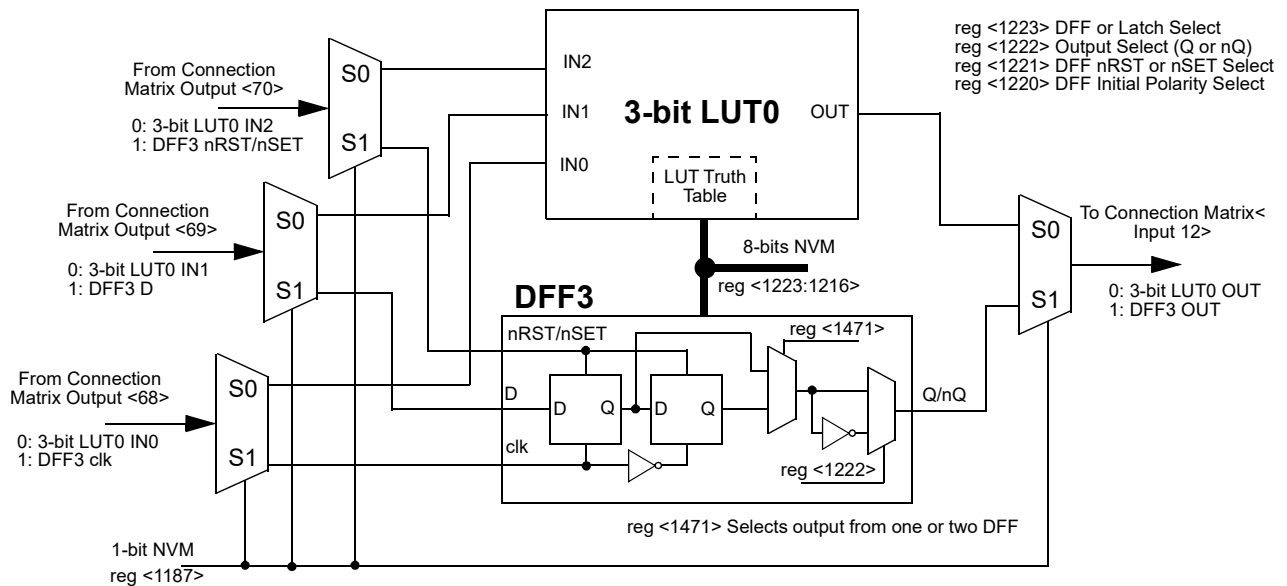 reg <1223> DFF or Latch Select
reg <1222> Output Select (Q or nQ)
reg <1221> DFF nRST or nSET Select
reg <1220> DFF Initial Polarity Select
From Connection
Matrix Output <70>
0: 3-bit LUT0 IN2
1: DFF3 nRST/nSET
S0
S1
IN2
IN1
IN0
3-bit LUT0
OUT
LUT Truth
Table
From Connection
Matrix Output <69>
0: 3-bit LUT0 IN1
1: DFF3 D
S0
S1
8-bits NVM
reg <1223:1216>
S0
S1
To Connection Matrix<
Input 12>
0: 3-bit LUT0 OUT
1: DFF3 OUT
DFF3
nRST/nSET
D
clk
D
Q
D
Q
reg <1471>
reg <1222>
Q/nQ
From Connection
Matrix Output <68>
0: 3-bit LUT0 IN0
1: DFF3 clk
S0
S1
reg <1471> Selects output from one or two DFF
1-bit NVM
reg <1187>